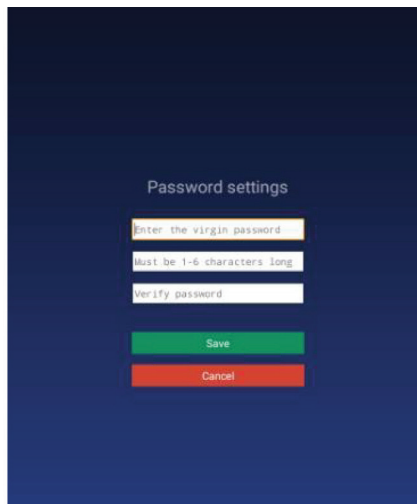 Password settings
Enter the virgin password
Must be 1-6 characters long
Verify password
Save
Cancel